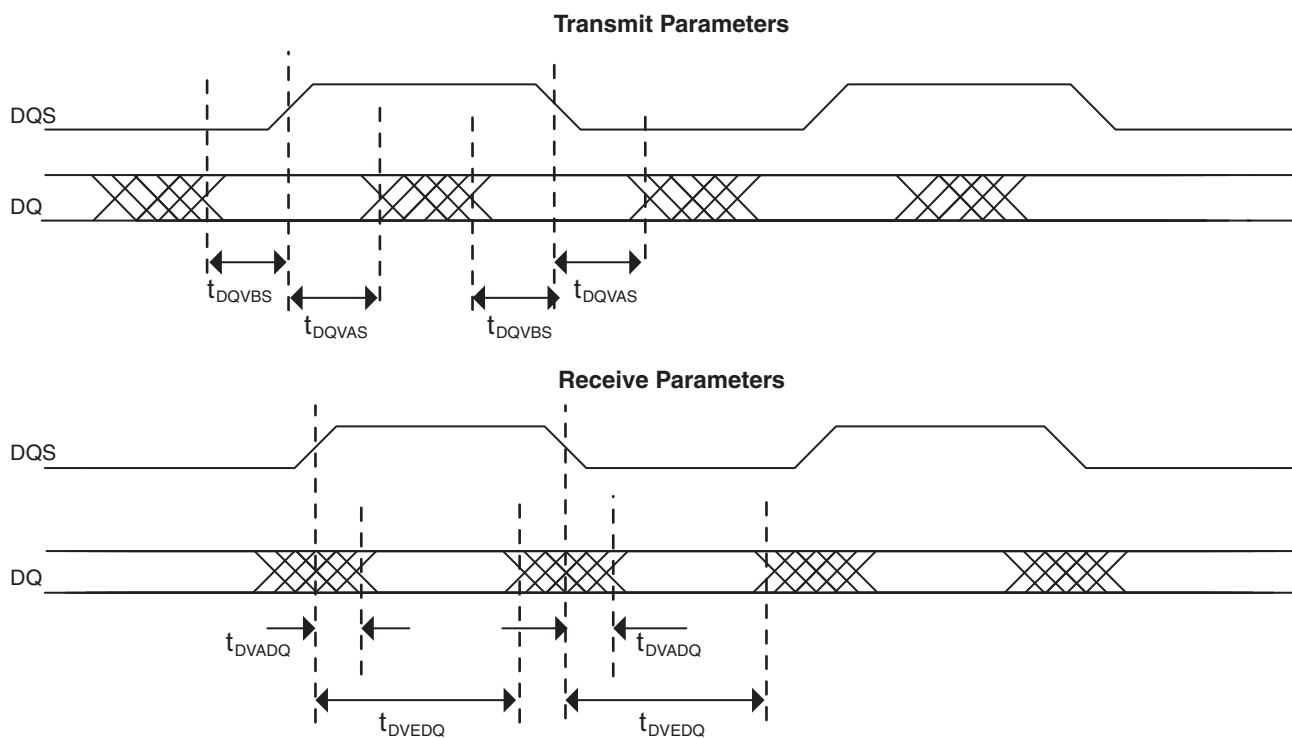 Transmit Parameters
DQS
DQ
tDQVBS
tDQVAS
tDQVBS
tDQVAS
Receive Parameters
DQS
DQ
tDVADQ
tDVADQ
tDVEDQ
tDVEDQ